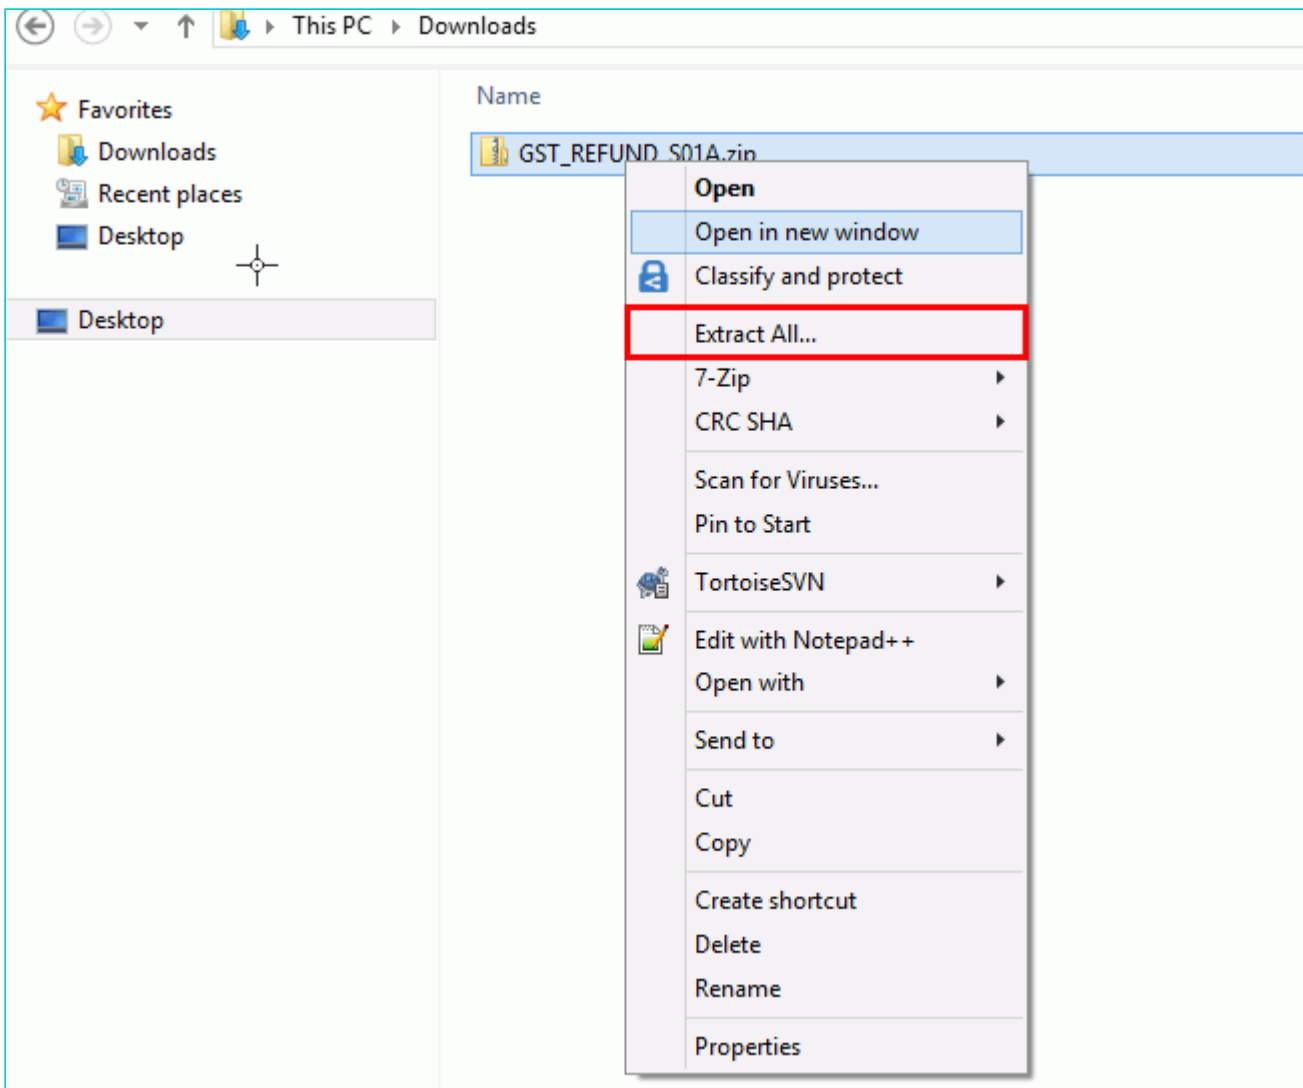 This PC Downloads
Favorites
Downloads
Recent places
Desktop
Desktop
Name
GST_REFUND_S01A.zip
Open
Open in new window
Classify and protect
Extract All...
7-Zip
CRC SHA
Scan for Viruses...
Pin to Start
TortoiseSVN
Edit with Notepad++
Open with
Send to
Cut
Copy
Create shortcut
Delete
Rename
Properties